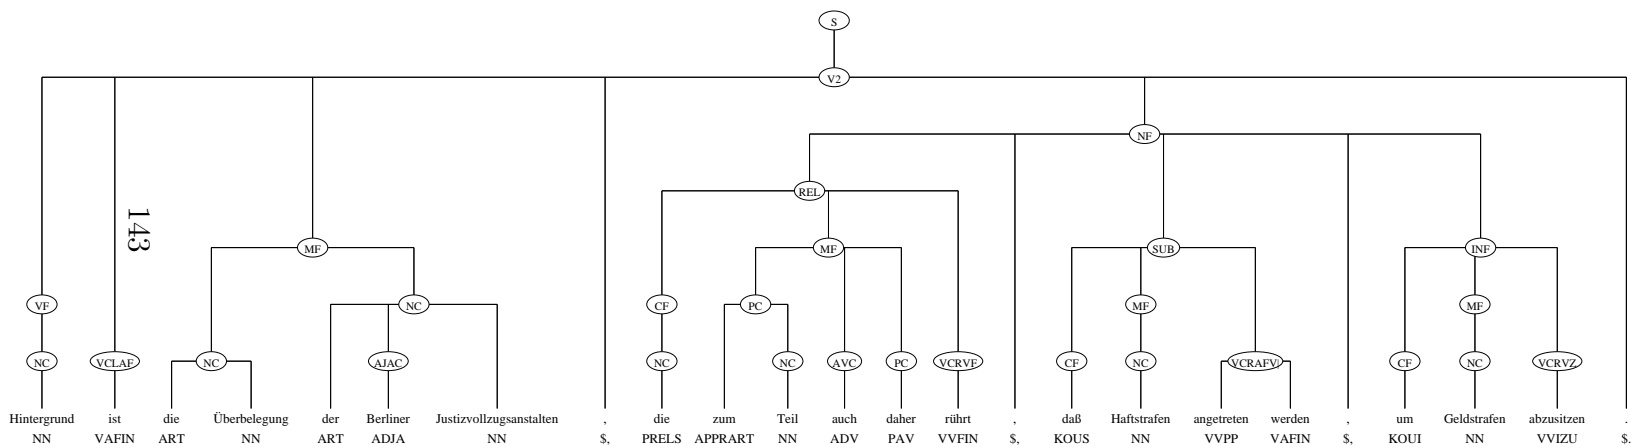 S
V2
NF
REL
143
MF MF SUB INF
VF NC CF PC MF MF
NC VCLAF NC AJAC NC NC AVC PC VCRVF CF NC CF NC VCRVZ
Hintergrund ist die Überbelegung der Berliner Justizvollzugsanstalten , die zum Teil auch daher rührt , daß Haftstrafen angetreten werden , um Geldstrafen abzusitzen .
NN VAFIN ART NN ART ADJA NN $, PRELS APPRART NN ADV PAV VVFIN $, KOUS NN VVPP VAFIN $, KOUI NN VVIZU $.